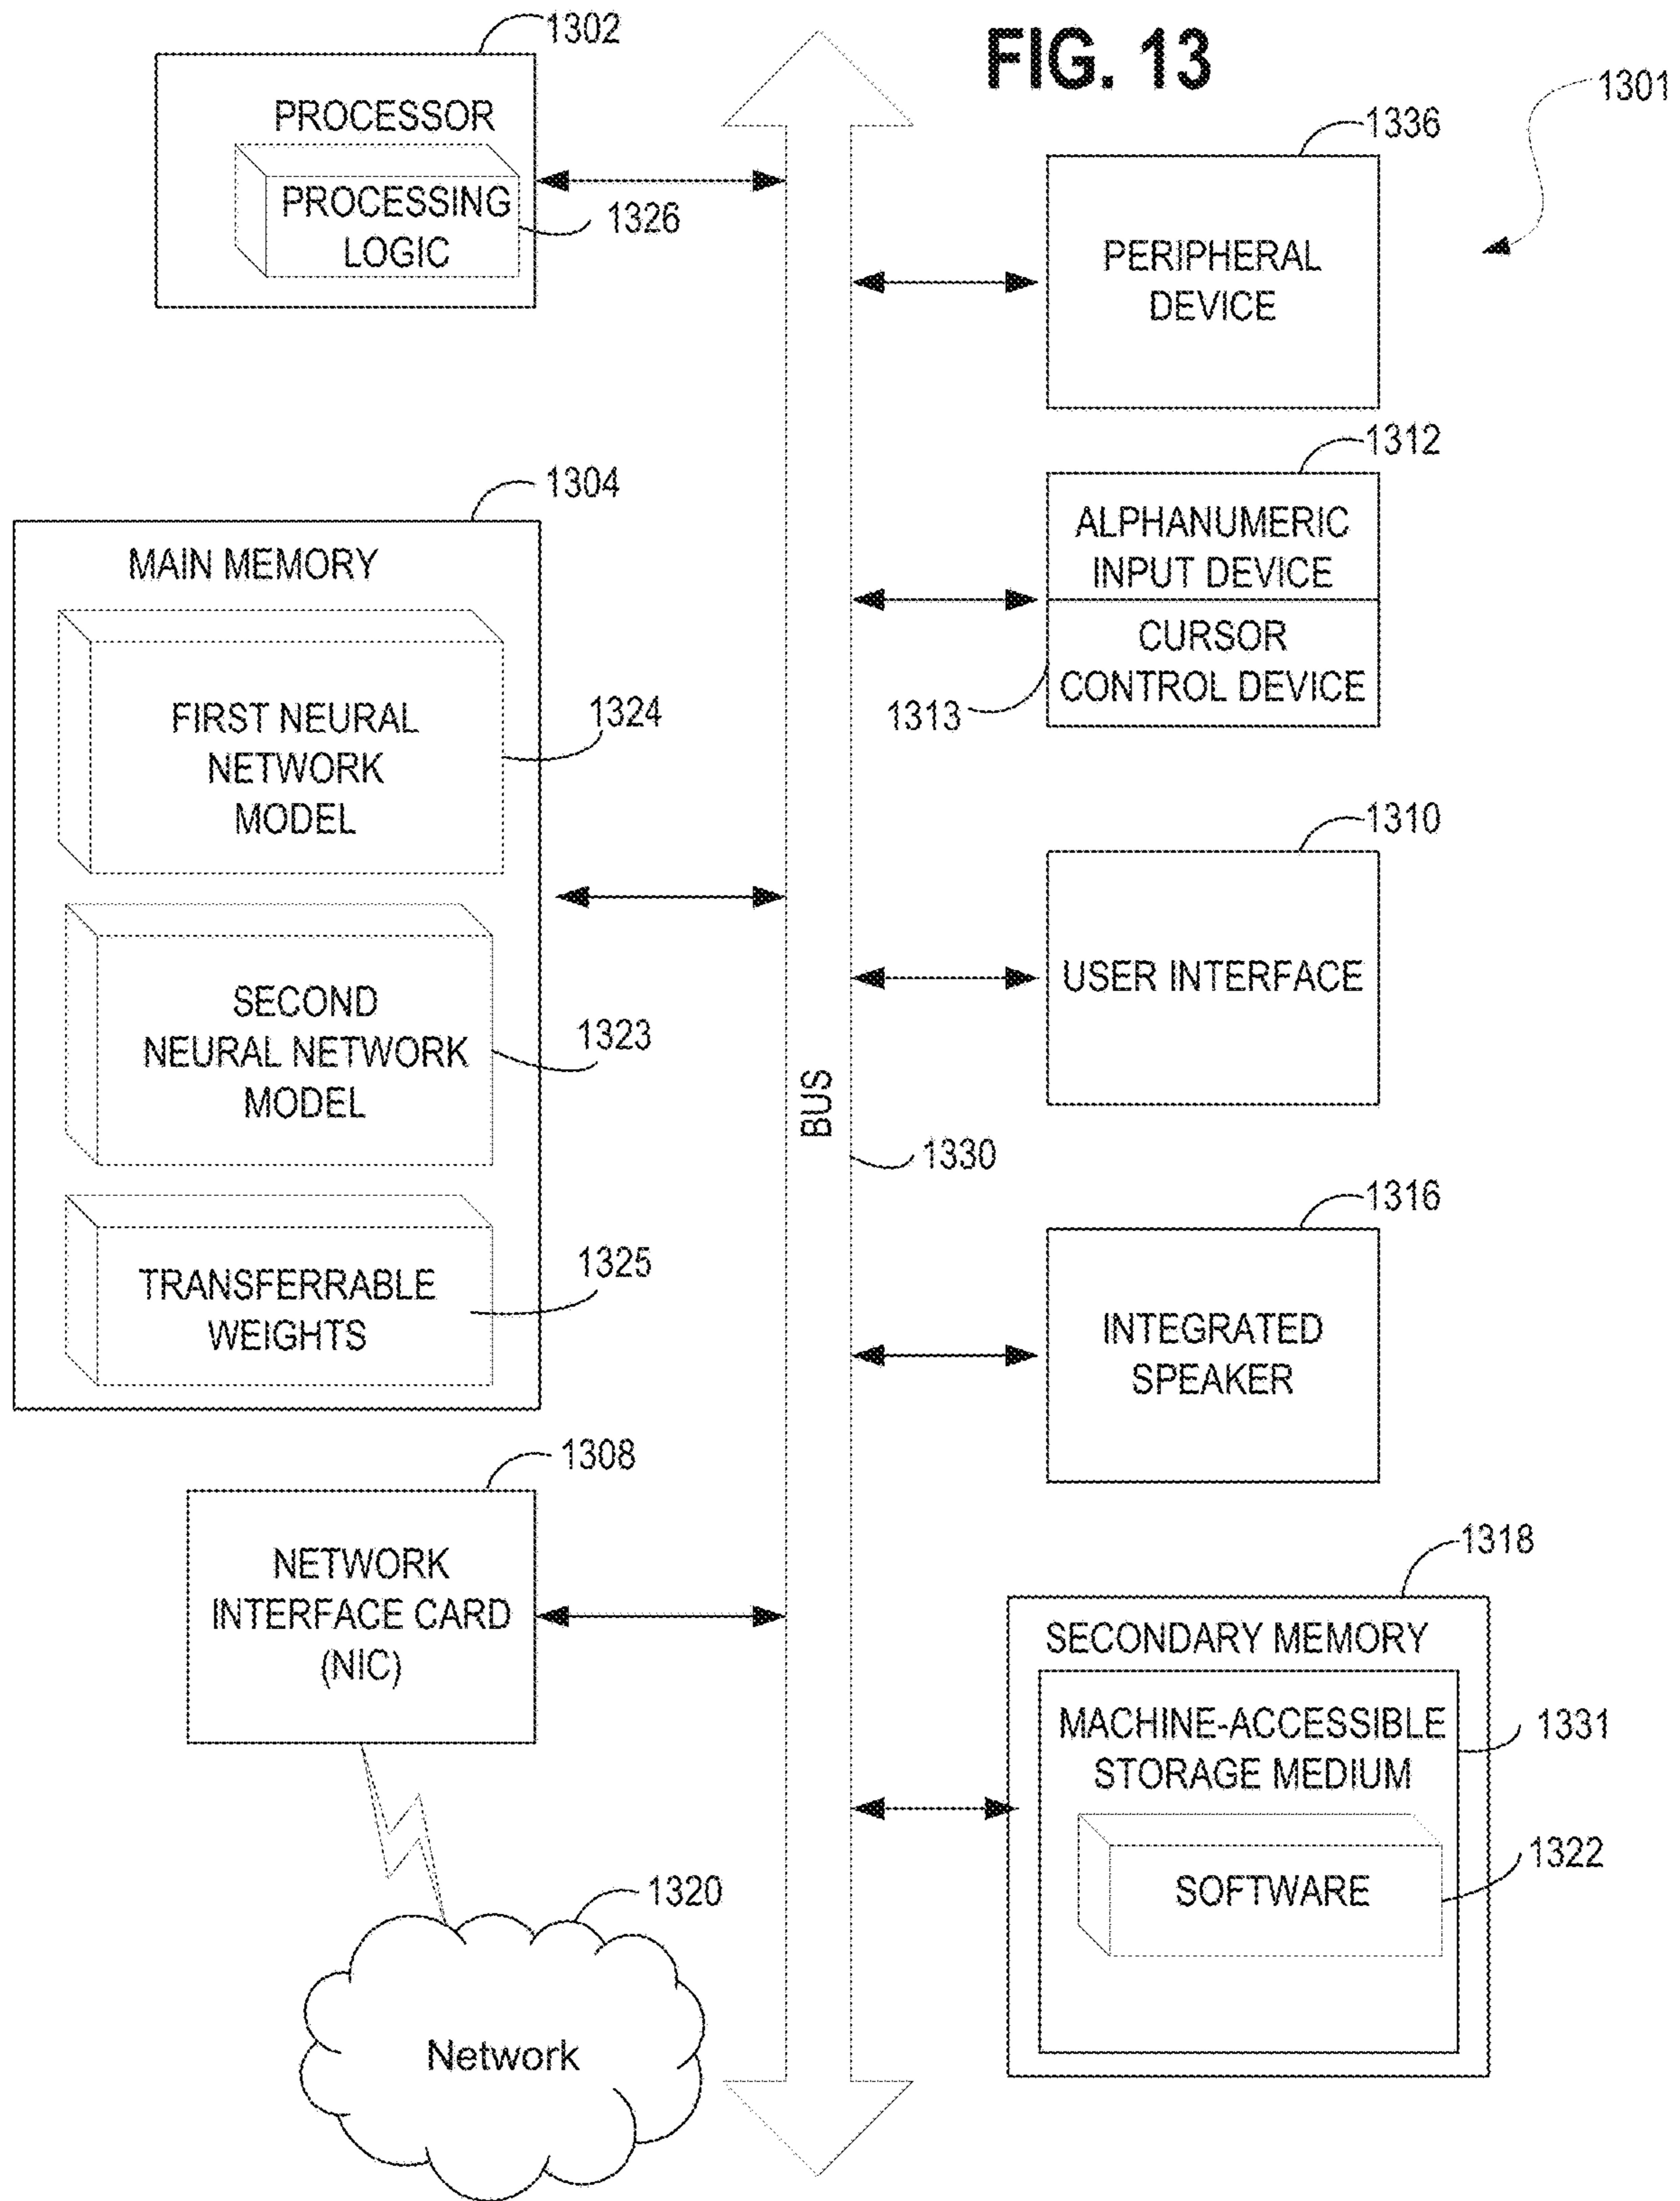 FIG. 13
1301
1302
PROCESSOR
PROCESSING
LOGIC
1326
1304
MAIN MEMORY
FIRST NEURAL
NETWORK
MODEL
1324
SECOND
NEURAL NETWORK
MODEL
1323
TRANSFERRABLE
WEIGHTS
1325
1308
NETWORK
INTERFACE CARD
(NIC)
1320
Network
BUS
1330
1336
PERIPHERAL
DEVICE
1312
ALPHANUMERIC
INPUT DEVICE
CURSOR
CONTROL DEVICE
1313
1310
USER INTERFACE
1316
INTEGRATED
SPEAKER
1318
SECONDARY MEMORY
MACHINE-ACCESSIBLE
STORAGE MEDIUM
1331
SOFTWARE
1322